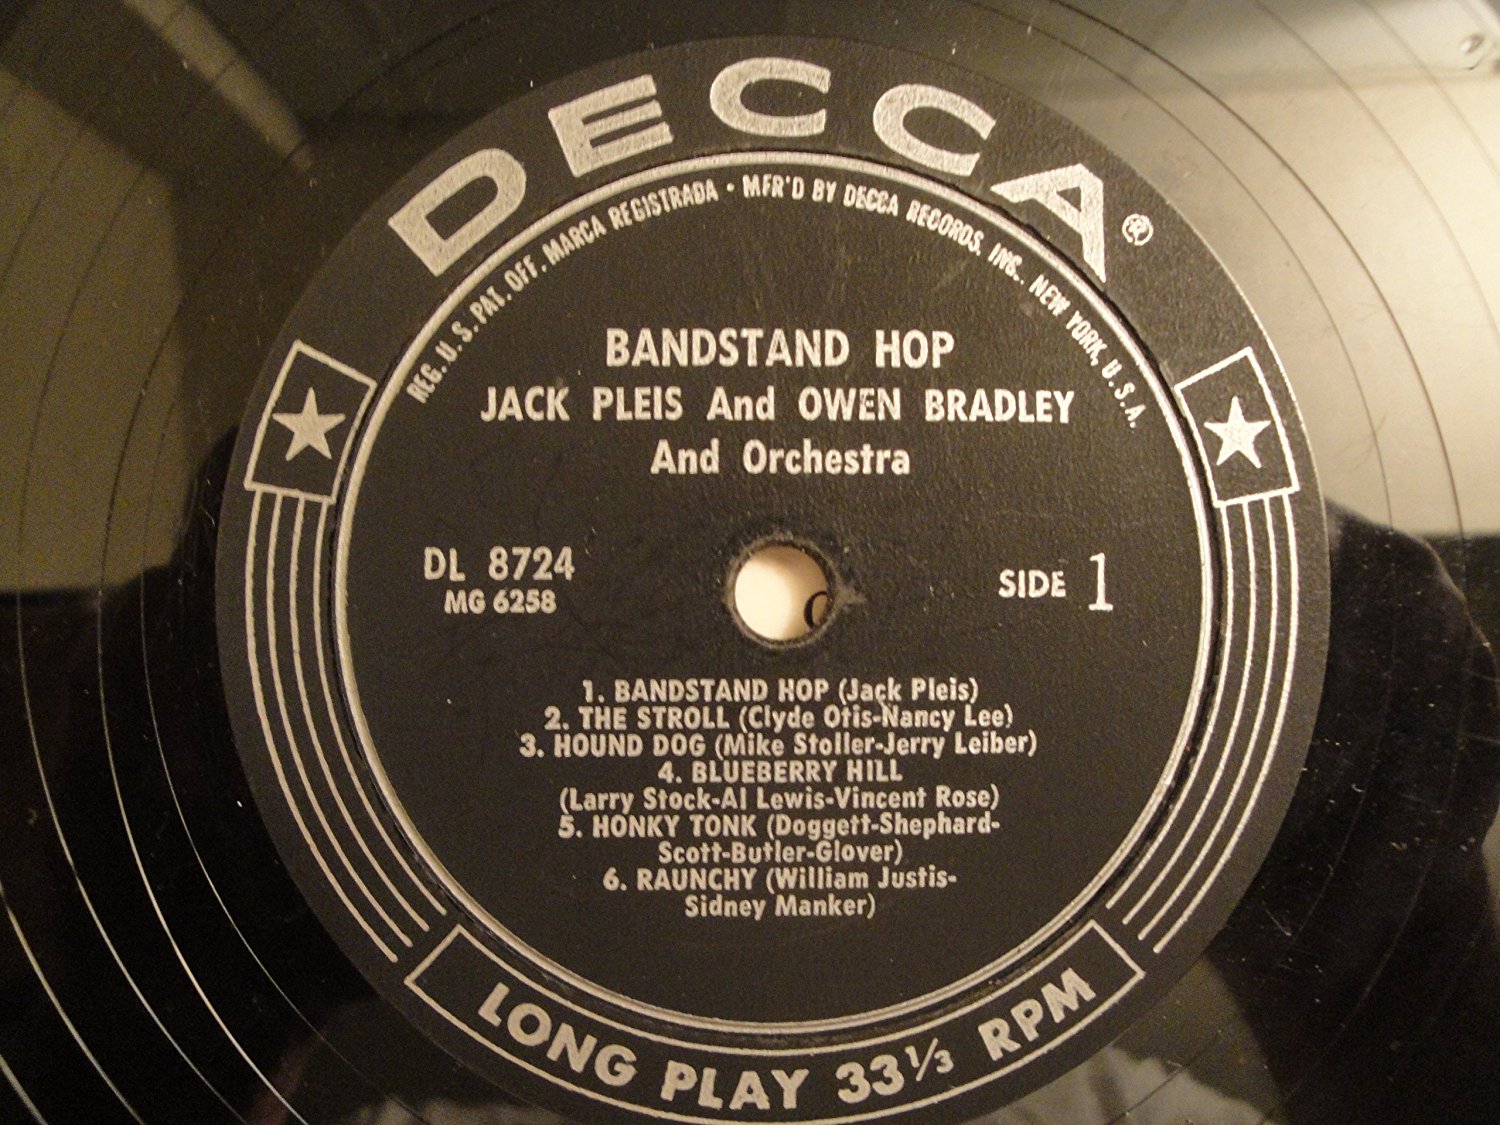 DECCA®
REG. U. S. PAT. OFF. MARCA REGISTRADA • MFR'D BY DECCA RECORDS, INC., NEW YORK, U. S. A.
BANDSTAND HOP
JACK PLEIS And OWEN BRADLEY
And Orchestra
DL 8724
MG 6258
SIDE 1
1. BANDSTAND HOP (Jack Pleis)
2. THE STROLL (Clyde Otis-Nancy Lee)
3. HOUND DOG (Mike Stoller-Jerry Leiber)
4. BLUEBERRY HILL
(Larry Stock-Al Lewis-Vincent Rose)
5. HONKY TONK (Doggett-Shephard-
Scott-Butler-Glover)
6. RAUNCHY (William Justis-
Sidney Manker)
LONG PLAY 33⅓ RPM